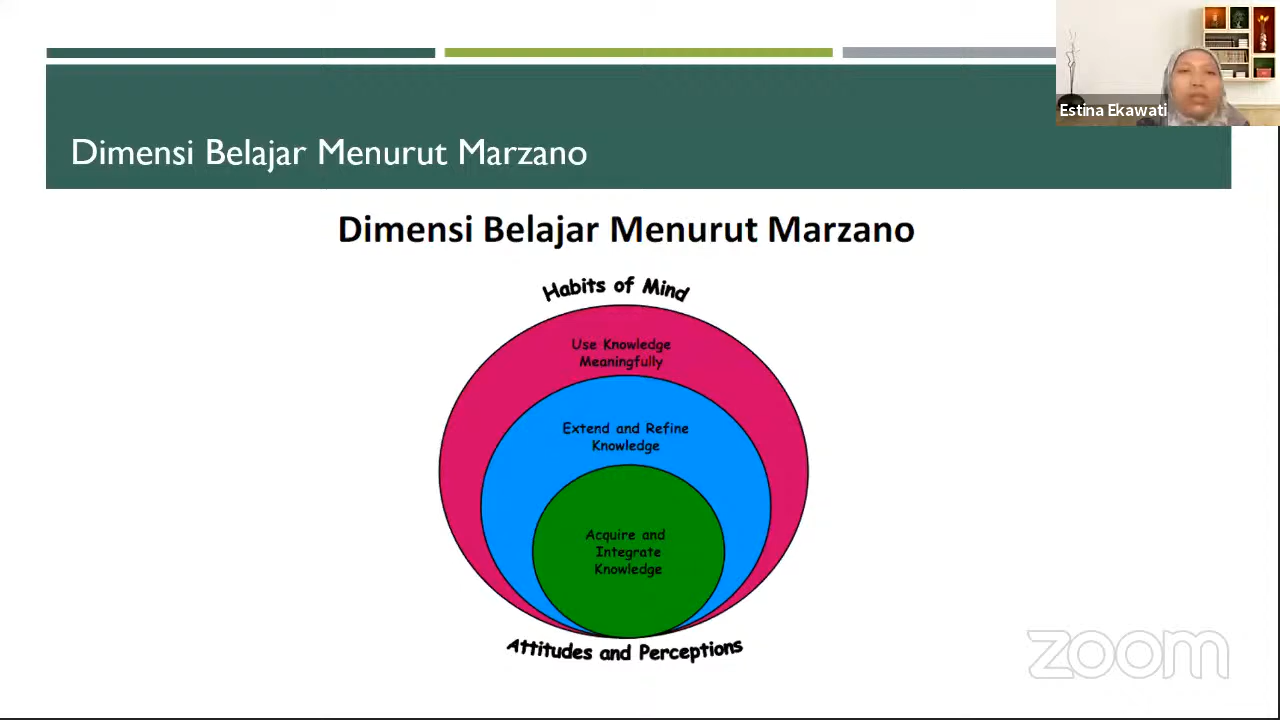 Estina Ekawati
Dimensi Belajar Menurut Marzano
Dimensi Belajar Menurut Marzano
Habits of Mind
Use Knowledge
Meaningfully
Extend and Refine
Knowledge
Acquire and
Integrate
Knowledge
Attitudes and Perceptions
zoom